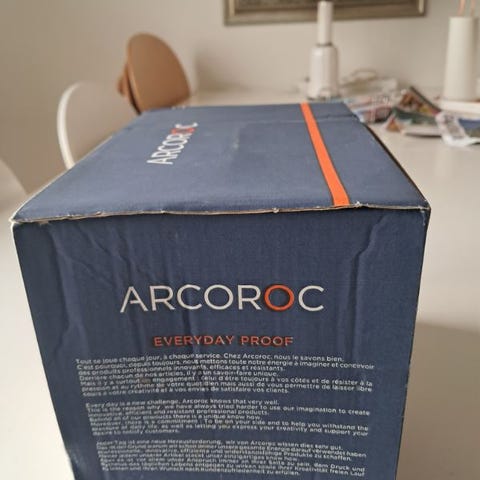 ARCOROC
ARCOROC
EVERYDAY PROOF
Tout se joue chaque jour, à chaque service. Chez Arcoroc, nous le savons bien.
C'est pourquoi, depuis toujours, nous mettons toute notre énergie à imaginer et concevoir
des produits professionnels innovants, efficaces et résistants.
Derrière chacun de nos articles, il y a un savoir-faire unique.
Mais il y a surtout un engagement : celui d'être toujours à vos côtés et de résister à la
pression et au rythme de votre quotidien mais aussi de vous permettre de laisser libre
cours à votre créativité et à vos envies de satisfaire vos clients.
Every day is a new challenge, Arcoroc knows that very well.
This is the reason why we have always tried harder to use our imagination to create
innovative, efficient and resistant professional products.
Behind all of our products there is a unique know how.
Moreover, there is a commitment : To be on your side and to help you withstand the
pressure of daily life, as well as letting you express your creativity and support your
desire to satisfy customers.
Jeder Tag ist eine neue Herausforderung, wir von Arcoroc wissen dies sehr gut.